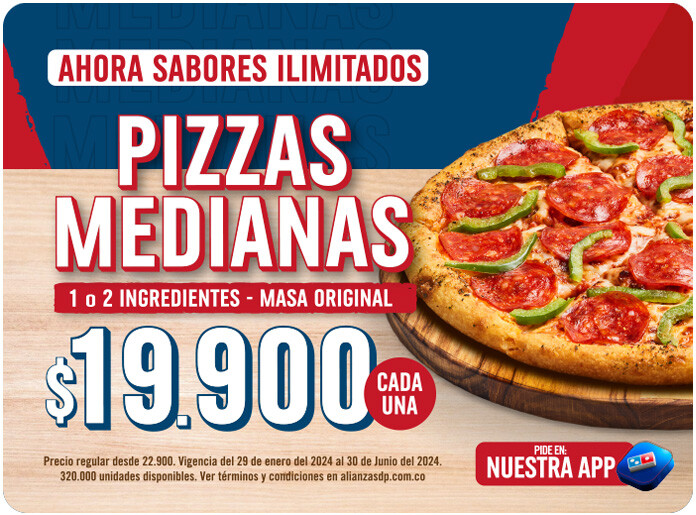 AHORA SABORES ILIMITADOS
PIZZAS
MEDIANAS
1 o 2 INGREDIENTES - MASA ORIGINAL
$19.900
CADA
UNA
Precio regular desde 22.900. Vigencia del 29 de enero del 2024 al 30 de Junio del 2024.
320.000 unidades disponibles. Ver términos y condiciones en alianzasdp.com.co
PIDE EN:
NUESTRA APP